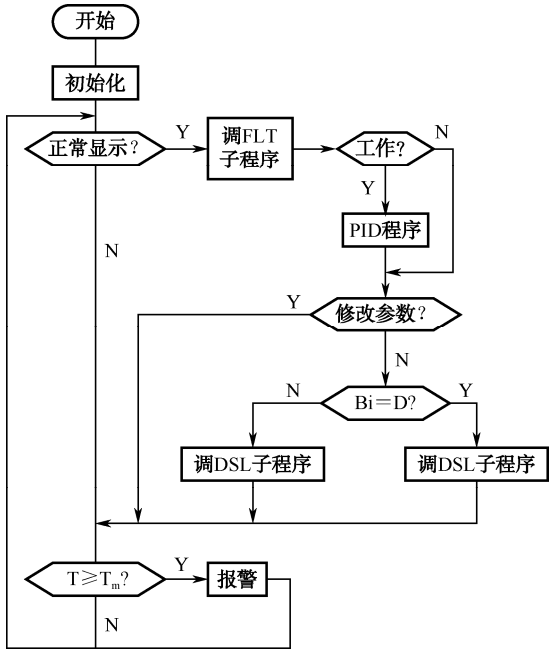 开始
初始化
正常显示?
Y
调FLT
子程序
工作?
N
Y
PID程序
N
Y
修改参数?
N
N
Bi=D?
Y
调DSL子程序
调DSL子程序
T≥Tm?
Y
报警
N